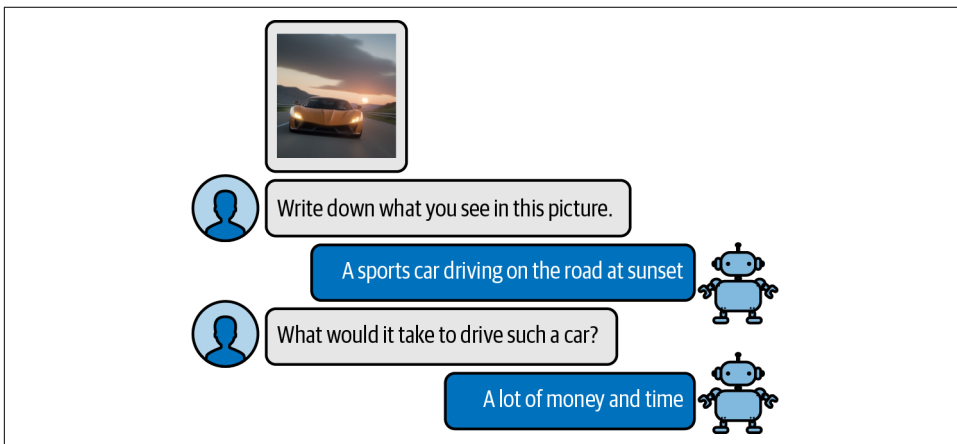 Write down what you see in this picture.
A sports car driving on the road at sunset
What would it take to drive such a car?
A lot of money and time